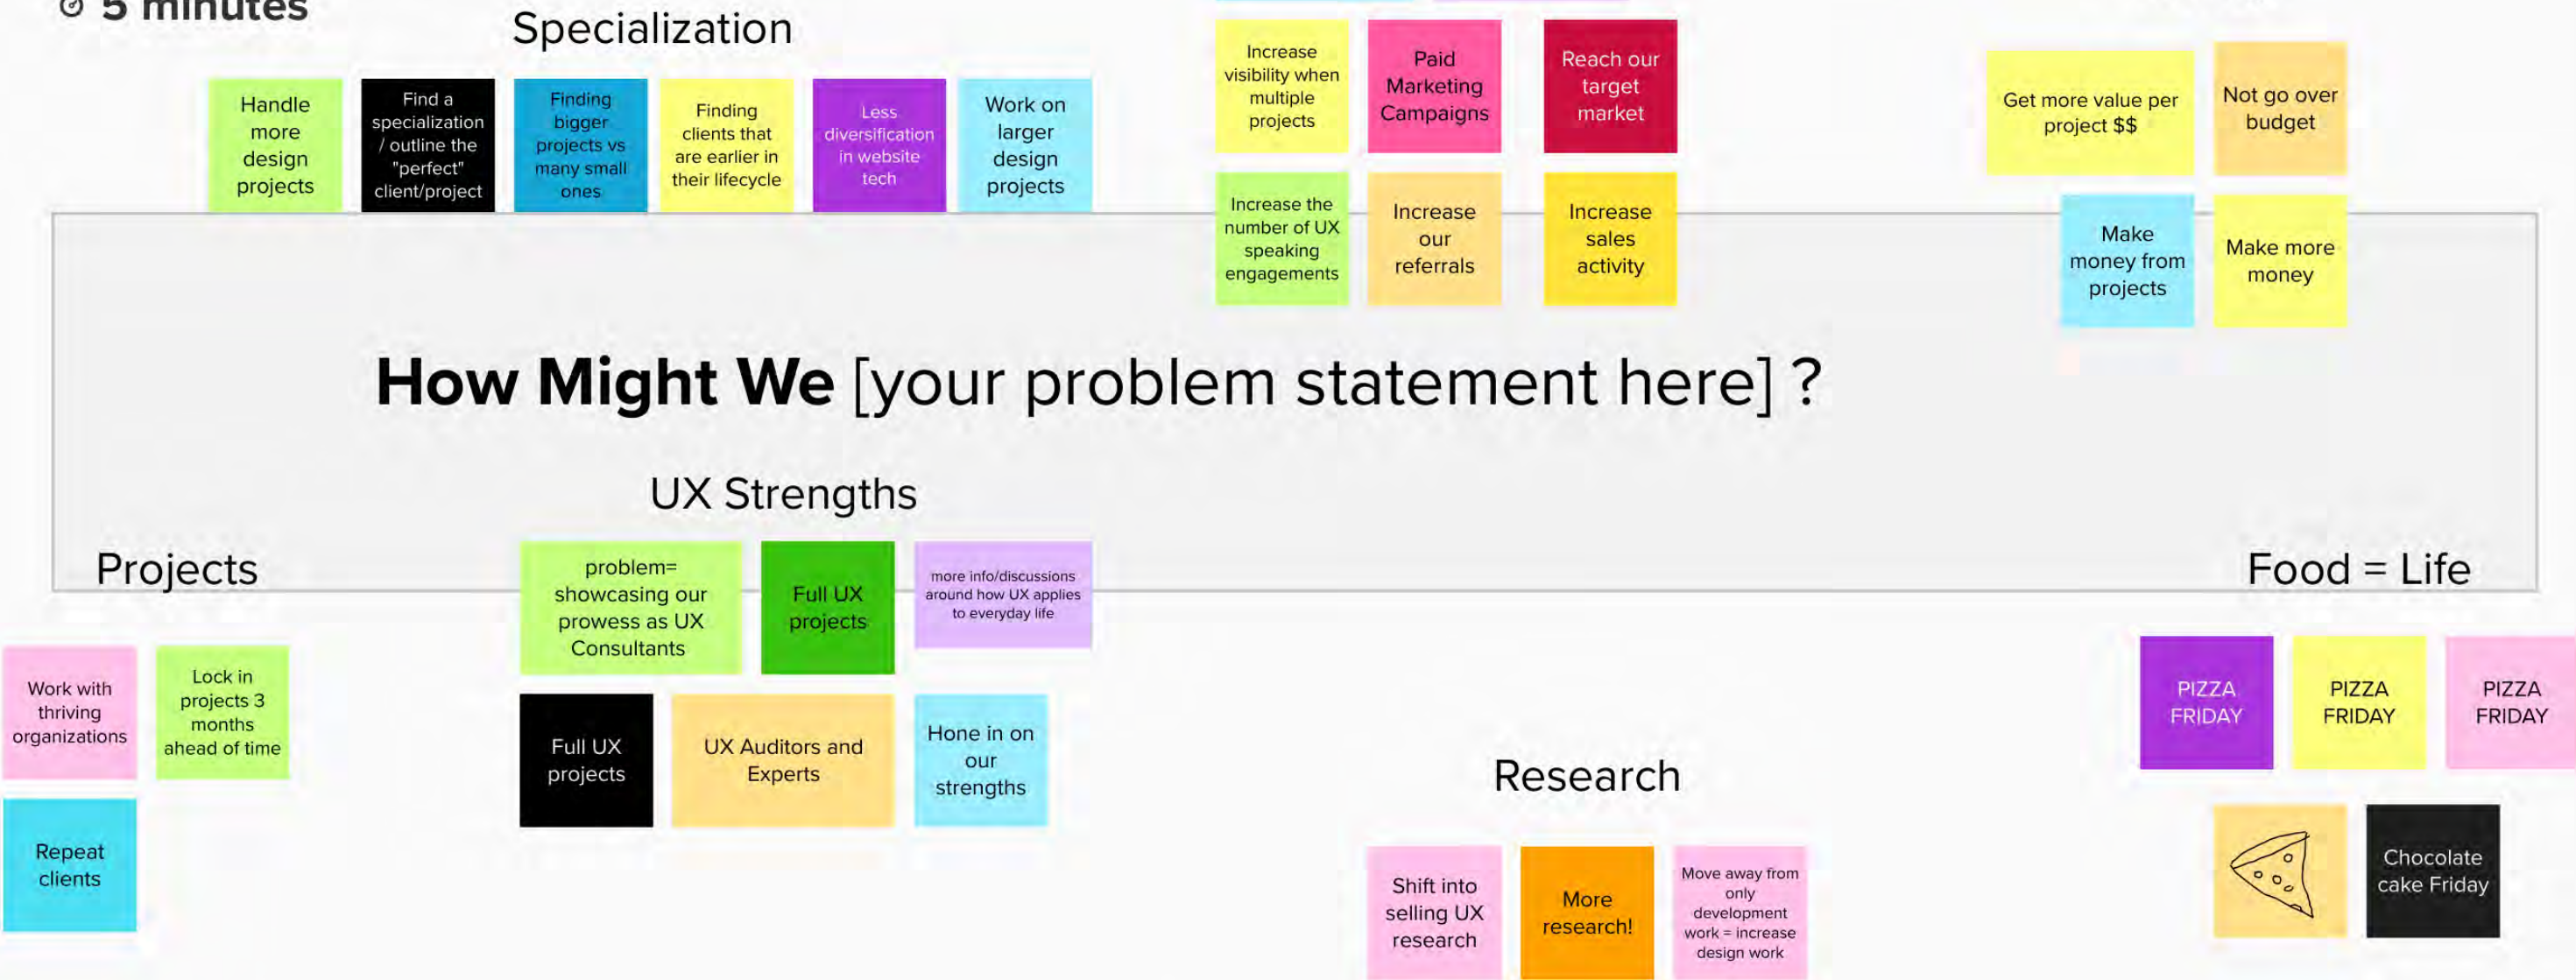 5 minutes
Specialization
Handle
more
design
projects
Find a
specialization
/ outline the
"perfect"
client/project
Finding
bigger
projects vs
many small
ones
Finding
clients that
are earlier in
their lifecycle
Less
diversification
in website
tech
Work on
larger
design
projects
Increase
visibility when
multiple
projects
Paid
Marketing
Campaigns
Reach our
target
market
Increase the
number of UX
speaking
engagements
Increase
our
referrals
Increase
sales
activity
Get more value per
project $$
Not go over
budget
Make
money from
projects
Make more
money
How Might We [your problem statement here] ?
UX Strengths
problem=
showcasing our
prowess as UX
Consultants
Full UX
projects
more info/discussions
around how UX applies
to everyday life
Full UX
projects
UX Auditors and
Experts
Hone in on
our
strengths
Projects
Work with
thriving
organizations
Lock in
projects 3
months
ahead of time
Repeat
clients
Research
Shift into
selling UX
research
More
research!
Move away from
only
development
work = increase
design work
Food = Life
PIZZA
FRIDAY
PIZZA
FRIDAY
PIZZA
FRIDAY
Chocolate
cake Friday